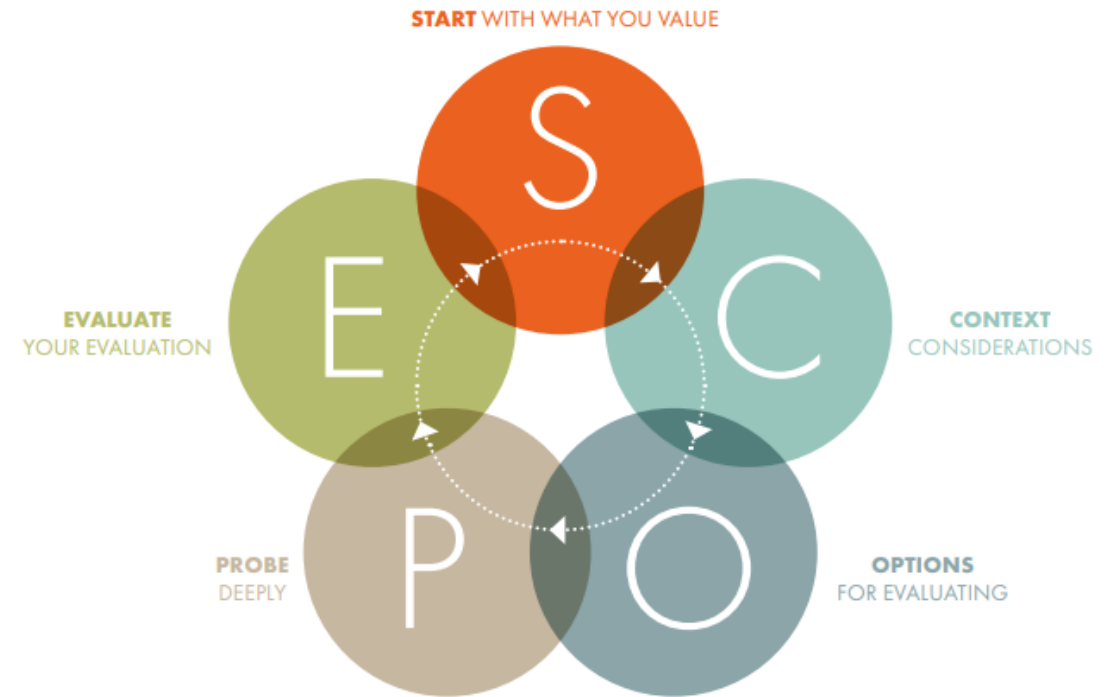 START WITH WHAT YOU VALUE
S
E
C
EVALUATE
YOUR EVALUATION
CONTEXT
CONSIDERATIONS
P
O
PROBE
DEEPLY
OPTIONS
FOR EVALUATING